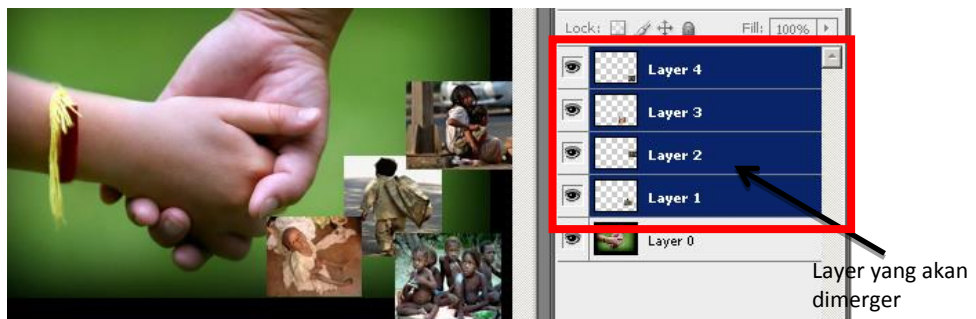 Lock: Fill: 100%
Layer 4
Layer 3
Layer 2
Layer 1
Layer 0
Layer yang akan
dimerger